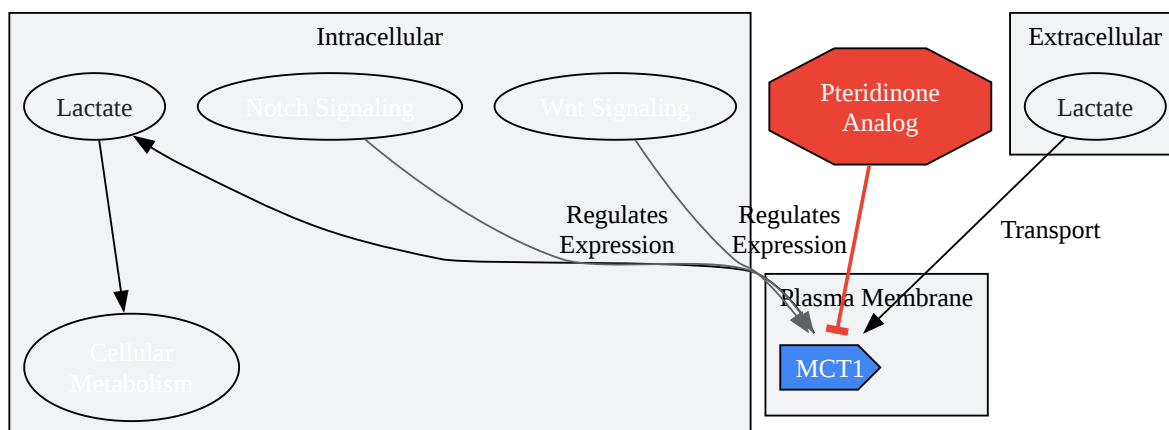 Intracellular
Extracellular
Lactate
Notch Signaling
Wnt Signaling
Pteridinone
Analog
Lactate
Regulates
Expression
Regulates
Expression
Transport
Plasma Membrane
Cellular
Metabolism
MCT1